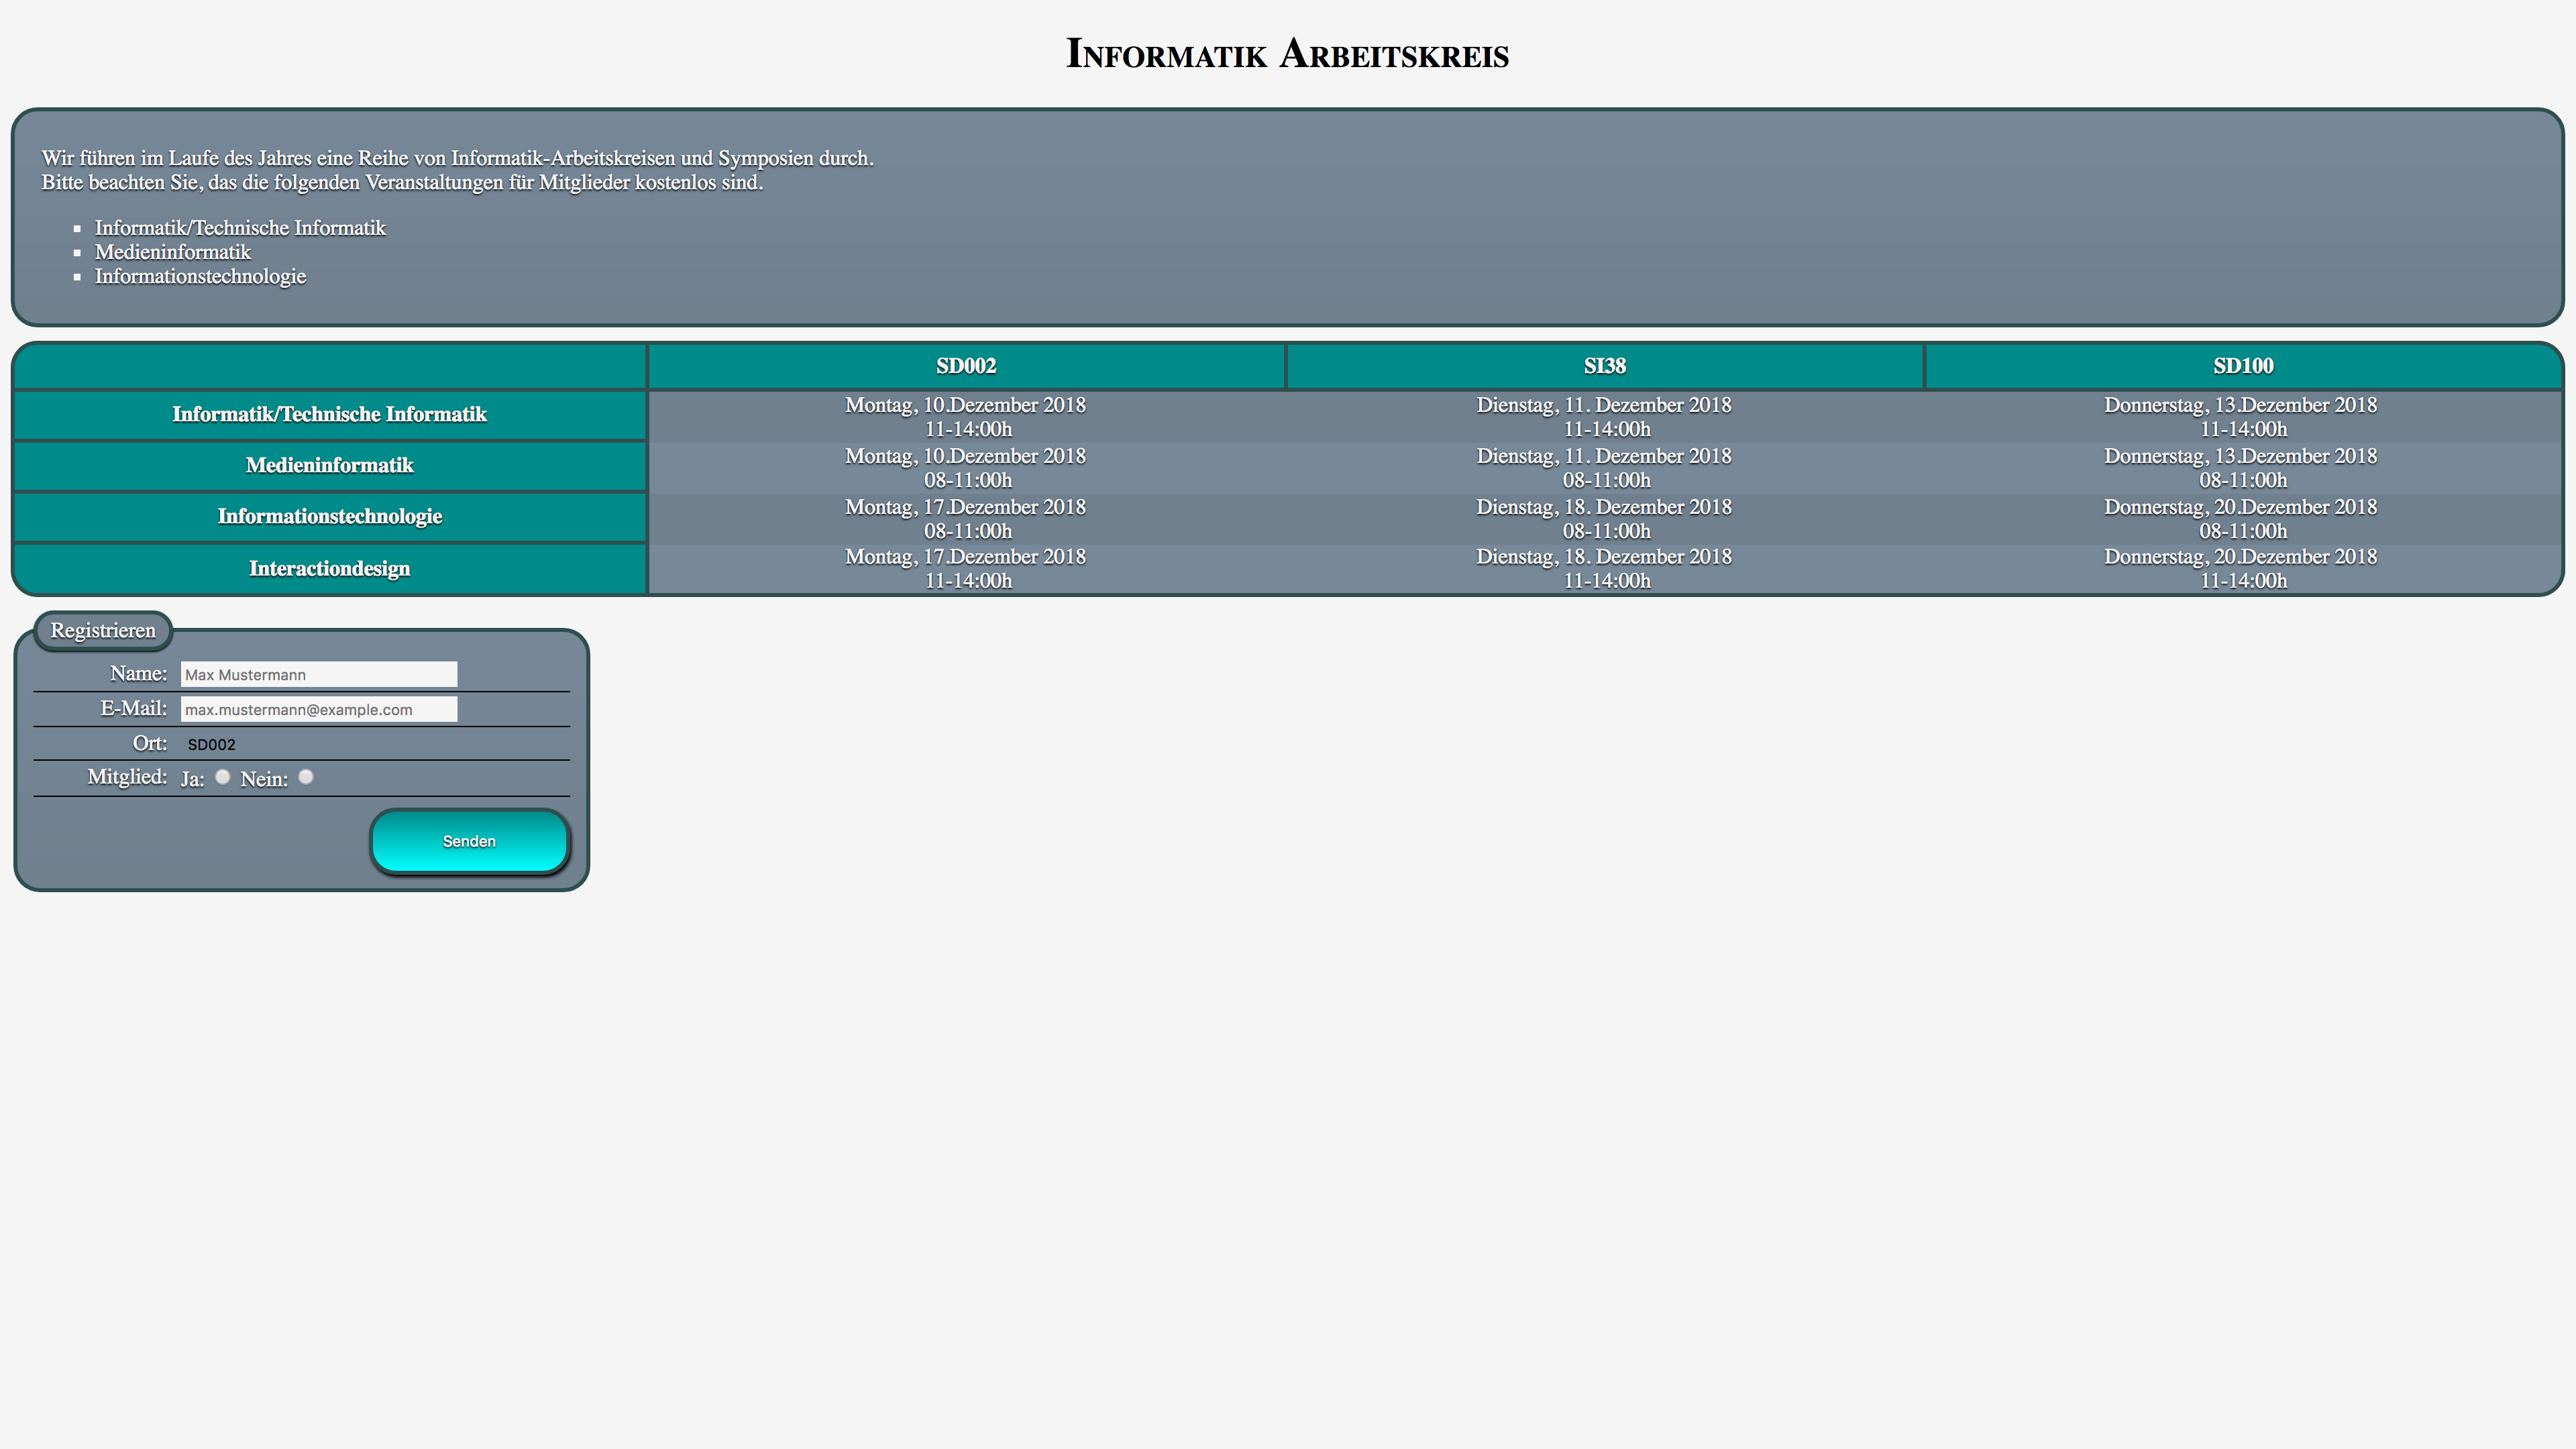 Informatik Arbeitskreis
Wir führen im Laufe des Jahres eine Reihe von Informatik-Arbeitskreisen und Symposien durch.
Bitte beachten Sie, das die folgenden Veranstaltungen für Mitglieder kostenlos sind.
Informatik/Technische Informatik
Medieninformatik
Informationstechnologie
SD002 SI38 SD100
Informatik/Technische Informatik
Montag, 10.Dezember 2018
11-14:00h
Dienstag, 11. Dezember 2018
11-14:00h
Donnerstag, 13.Dezember 2018
11-14:00h
Medieninformatik
Montag, 10.Dezember 2018
08-11:00h
Dienstag, 11. Dezember 2018
08-11:00h
Donnerstag, 13.Dezember 2018
08-11:00h
Informationstechnologie
Montag, 17.Dezember 2018
08-11:00h
Dienstag, 18. Dezember 2018
08-11:00h
Donnerstag, 20.Dezember 2018
08-11:00h
Interactiondesign
Montag, 17.Dezember 2018
11-14:00h
Dienstag, 18. Dezember 2018
11-14:00h
Donnerstag, 20.Dezember 2018
11-14:00h
Registrieren
Name: Max Mustermann
E-Mail: max.mustermann@example.com
Ort: SD002
Mitglied: Ja: Nein:
Senden